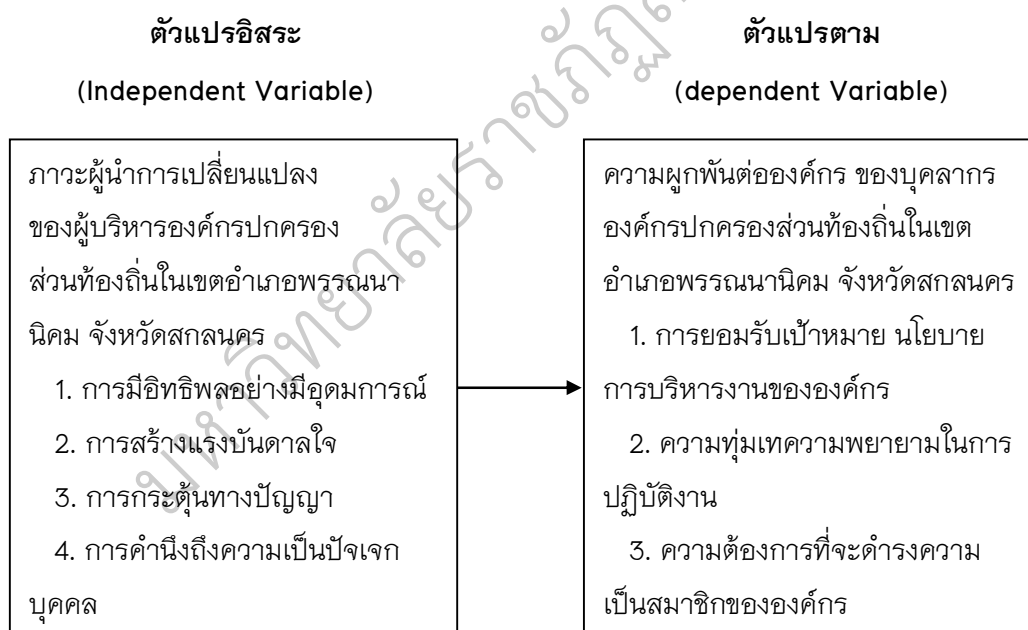 ตัวแปรอิสระ
(Independent Variable)
ภาวะผู้นำการเปลี่ยนแปลง
ของผู้บริหารองค์กรปกครอง
ส่วนท้องถิ่นในเขตอำเภอพรรณนา
นิคม จังหวัดสกลนคร
1. การมีอิทธิพลอย่างมีอุดมการณ์
2. การสร้างแรงบันดาลใจ
3. การกระตุ้นทางปัญญา
4. การคำนึงถึงความเป็นปัจเจก
บุคคล
ตัวแปรตาม
(dependent Variable)
ความผูกพันต่อองค์กร ของบุคลากร
องค์กรปกครองส่วนท้องถิ่นในเขต
อำเภอพรรณนานิคม จังหวัดสกลนคร
1. การยอมรับเป้าหมาย นโยบาย
การบริหารงานขององค์กร
2. ความทุ่มเทความพยายามในการ
ปฏิบัติงาน
3. ความต้องการที่จะดำรงความ
เป็นสมาชิกขององค์กร
มหาวิทยาลัยราชภัฏ